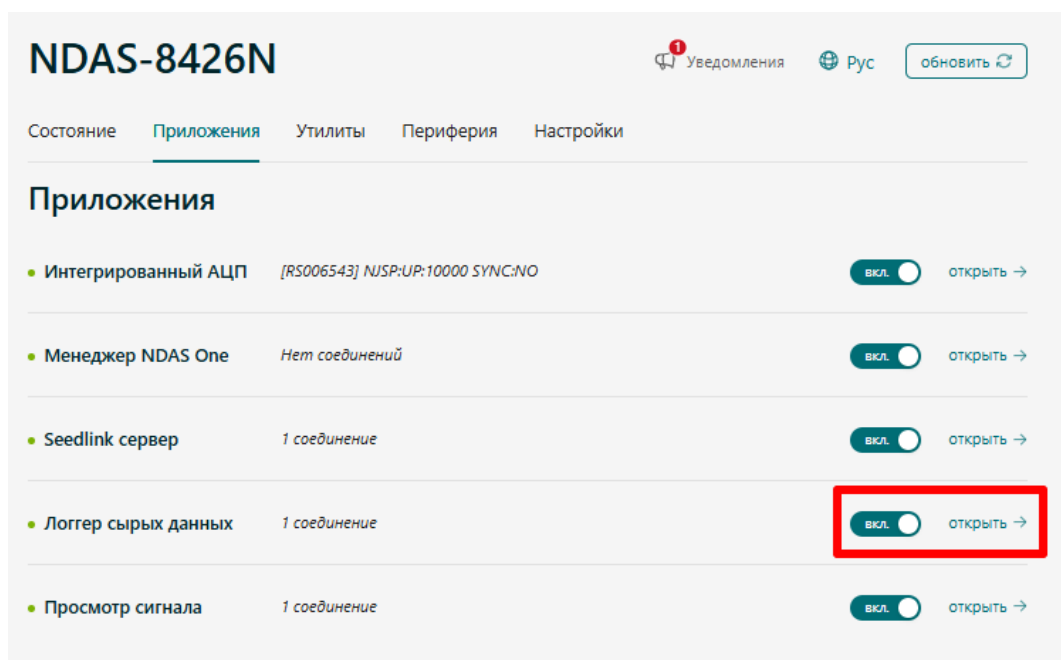 NDAS-8426N
1 Уведомления Рус обновить
Состояние Приложения Утилиты Периферия Настройки
Приложения
Интегрированный АЦП [RS006543] NJSP:UP:10000 SYNC:NO вкл. открыть →
Менеджер NDAS One Нет соединений вкл. открыть →
Seedlink сервер 1 соединение вкл. открыть →
Логгер сырых данных 1 соединение вкл. открыть →
Просмотр сигнала 1 соединение вкл. открыть →